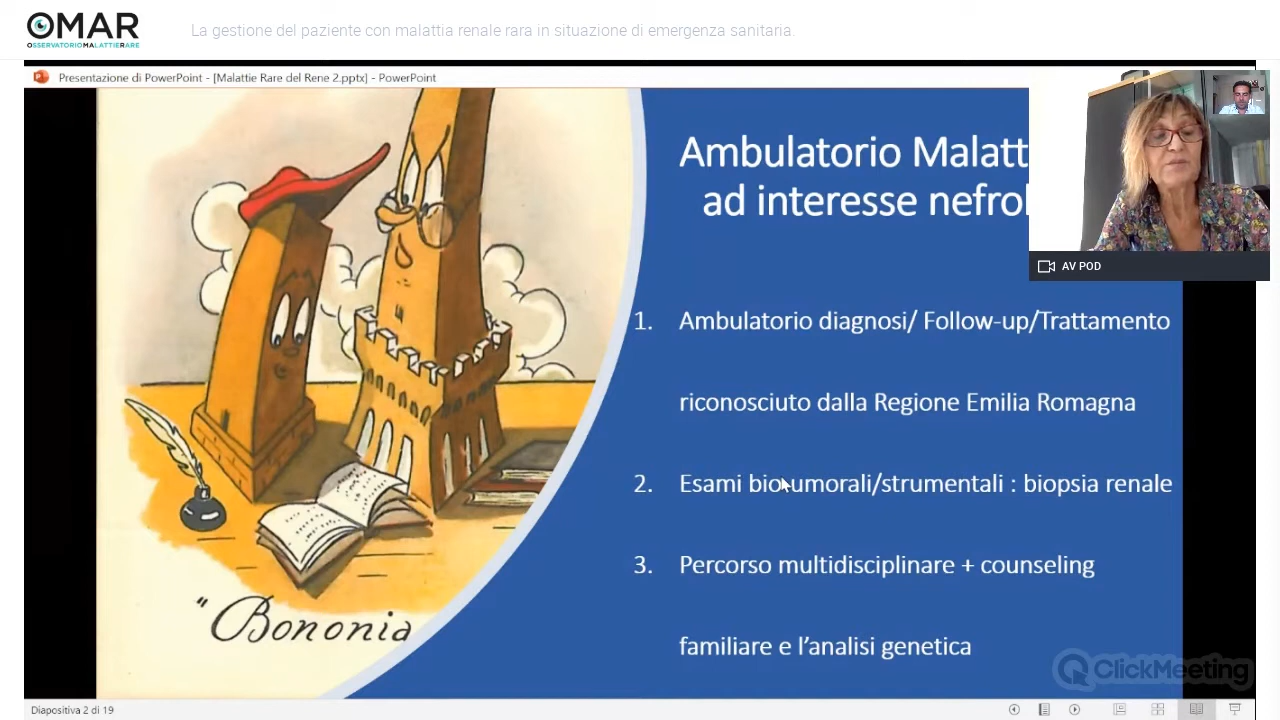 OMAR
OSSERVATORIOMALATTIERARE
La gestione del paziente con malattia renale rara in situazione di emergenza sanitaria.
Presentazione di PowerPoint - [Malattie Rare del Rene 2.pptx] - PowerPoint
Ambulatorio Malatt
ad interesse nefrol
AV POD
1. Ambulatorio diagnosi/ Follow-up/Trattamento
riconosciuto dalla Regione Emilia Romagna
2. Esami bioumorali/strumentali : biopsia renale
3. Percorso multidisciplinare + counseling
familiare e l'analisi genetica
"Bononia
ClickMeeting
Diapositiva 2 di 19